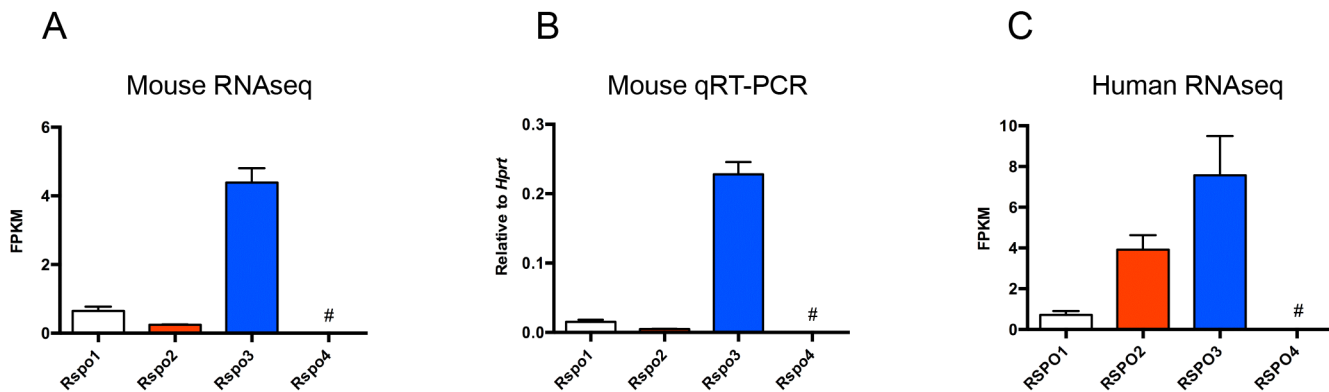 A
B
C
Mouse RNAseq
Mouse qRT-PCR
Human RNAseq
FPKM
6
4
2
0
#
Rspo1
Rspo2
Rspo3
Rspo4
Relative to Hprt
0.3
0.2
0.1
0.0
#
Rspo1
Rspo2
Rspo3
Rspo4
FPKM
10
8
6
4
2
0
#
RSPO1
RSPO2
RSPO3
RSPO4